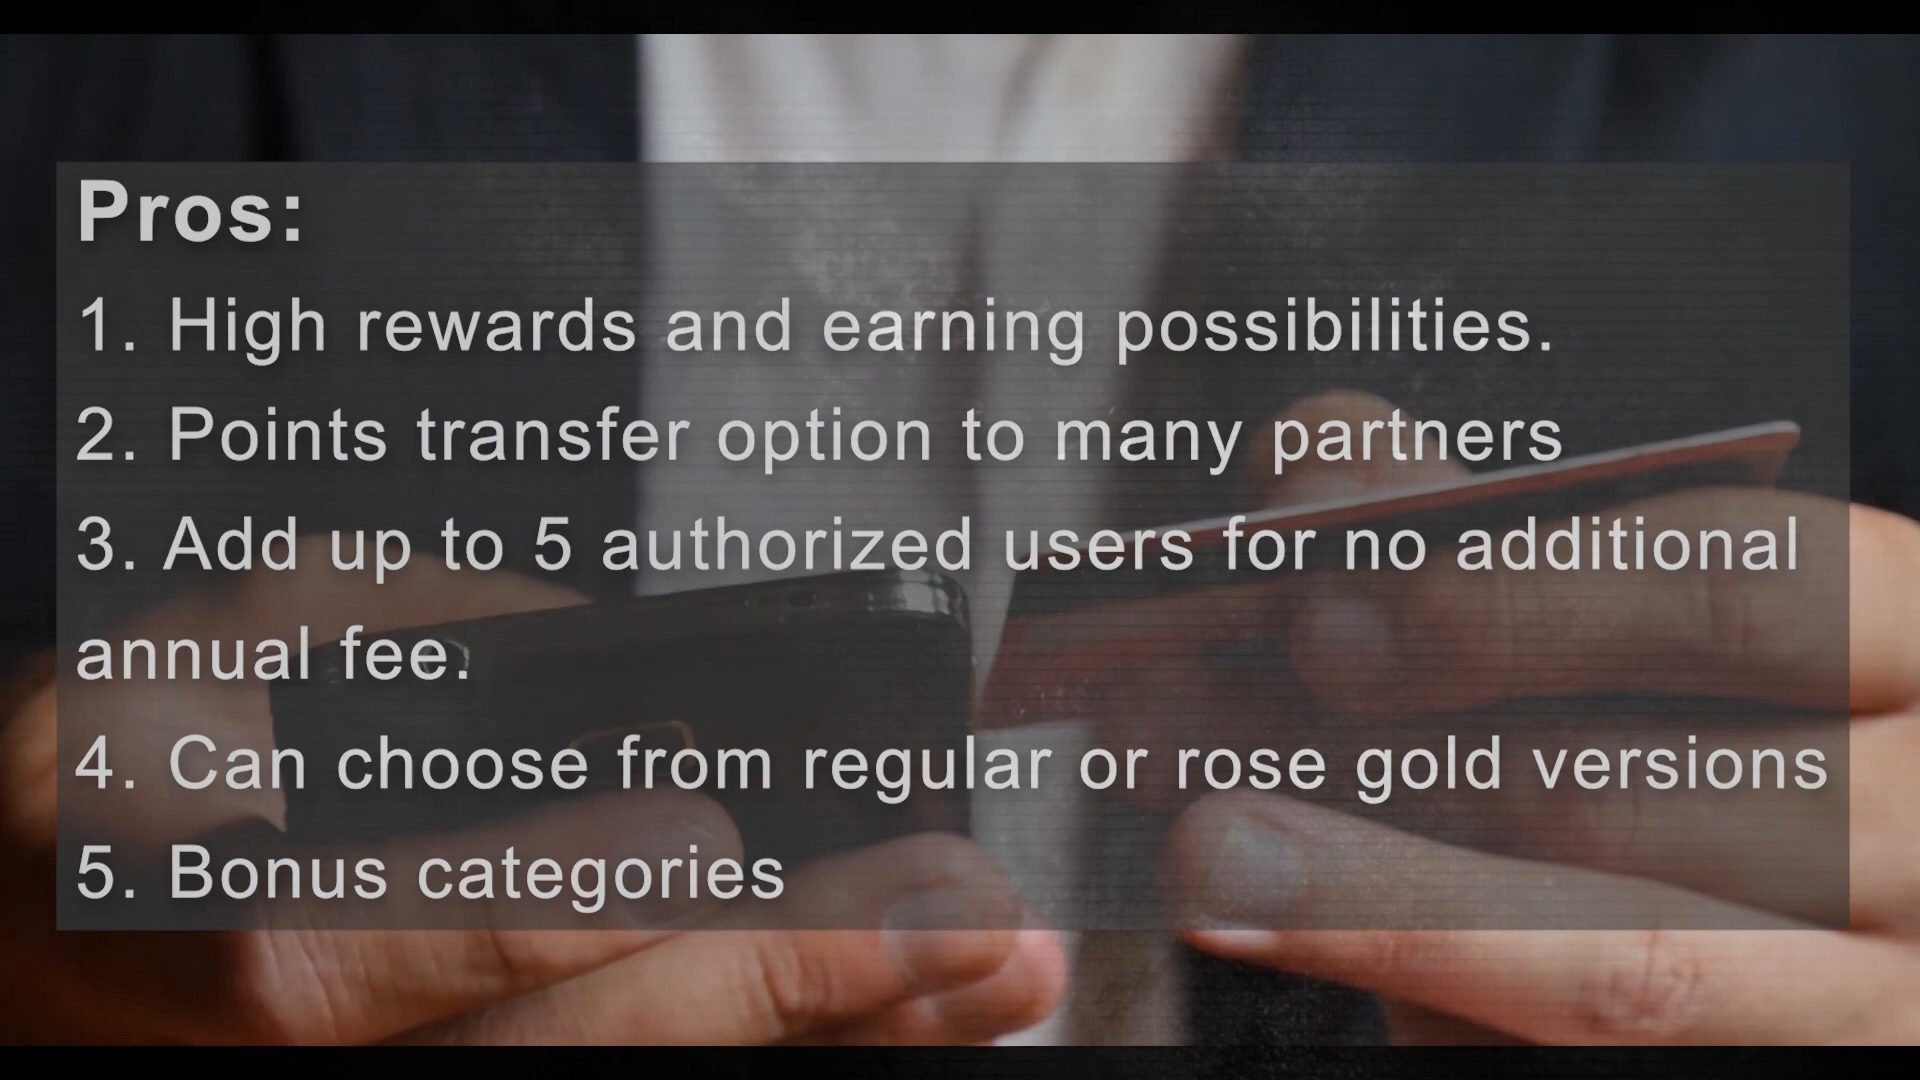 Pros:
1. High rewards and earning possibilities.
2. Points transfer option to many partners
3. Add up to 5 authorized users for no additional
annual fee.
4. Can choose from regular or rose gold versions
5. Bonus categories